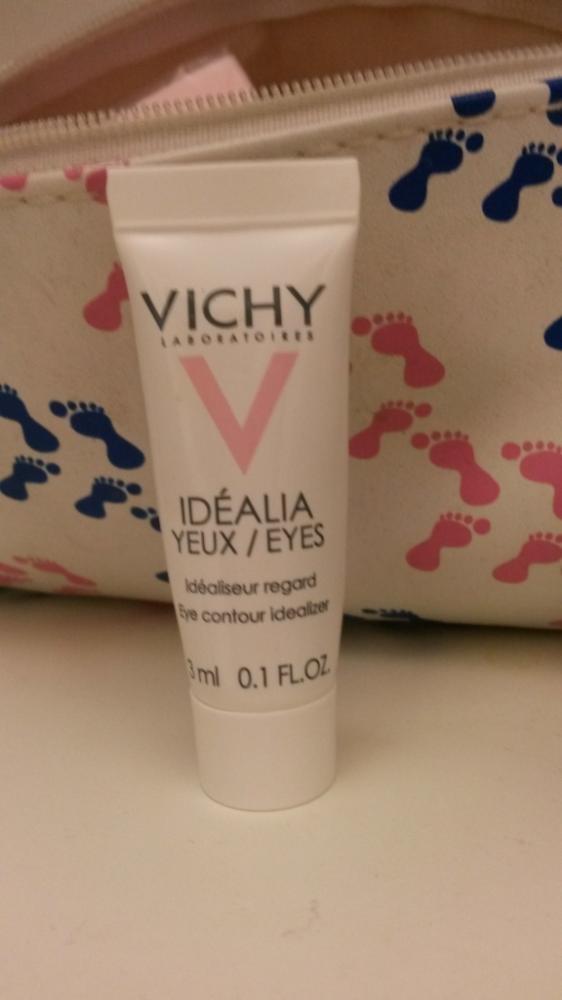 VICHY
LABORATOIRES
IDÉALIA
YEUX / EYES
Idéaliseur regard
Eye contour idealizer
3 ml 0.1 FL.OZ.